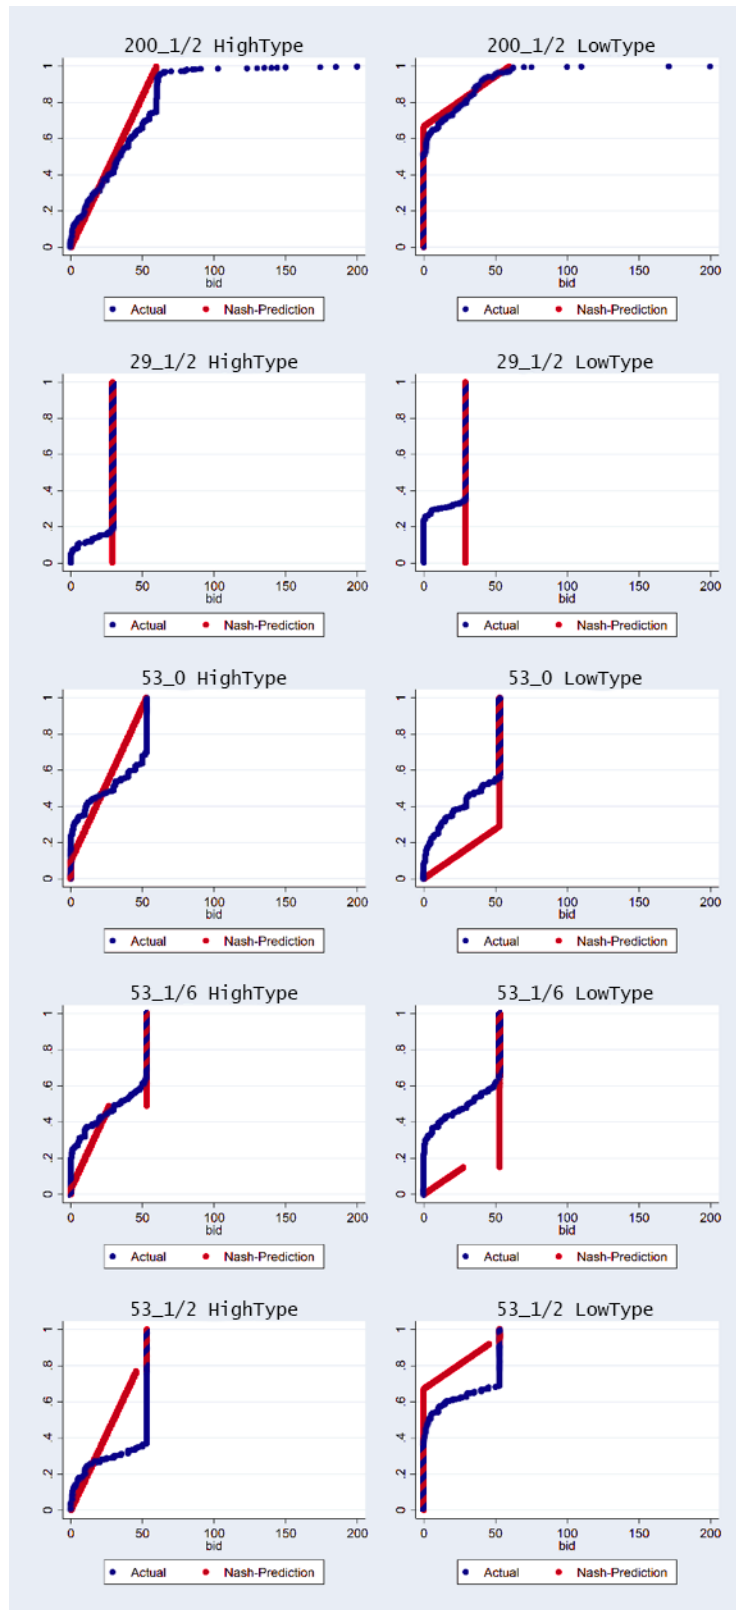 200_1/2 HighType 200_1/2 LowType
1 1
.8 .8
.6 .6
.4 .4
.2 .2
0 0
0 50 100 150 200 0 50 100 150 200
bid bid
Actual Nash-Prediction Actual Nash-Prediction
29_1/2 HighType 29_1/2 LowType
1 1
.8 .8
.6 .6
.4 .4
.2 .2
0 0
0 50 100 150 200 0 50 100 150 200
bid bid
Actual Nash-Prediction Actual Nash-Prediction
53_0 HighType 53_0 LowType
1 1
.8 .8
.6 .6
.4 .4
.2 .2
0 0
0 50 100 150 200 0 50 100 150 200
bid bid
Actual Nash-Prediction Actual Nash-Prediction
53_1/6 HighType 53_1/6 LowType
1 1
.8 .8
.6 .6
.4 .4
.2 .2
0 0
0 50 100 150 200 0 50 100 150 200
bid bid
Actual Nash-Prediction Actual Nash-Prediction
53_1/2 HighType 53_1/2 LowType
1 1
.8 .8
.6 .6
.4 .4
.2 .2
0 0
0 50 100 150 200 0 50 100 150 200
bid bid
Actual Nash-Prediction Actual Nash-Prediction